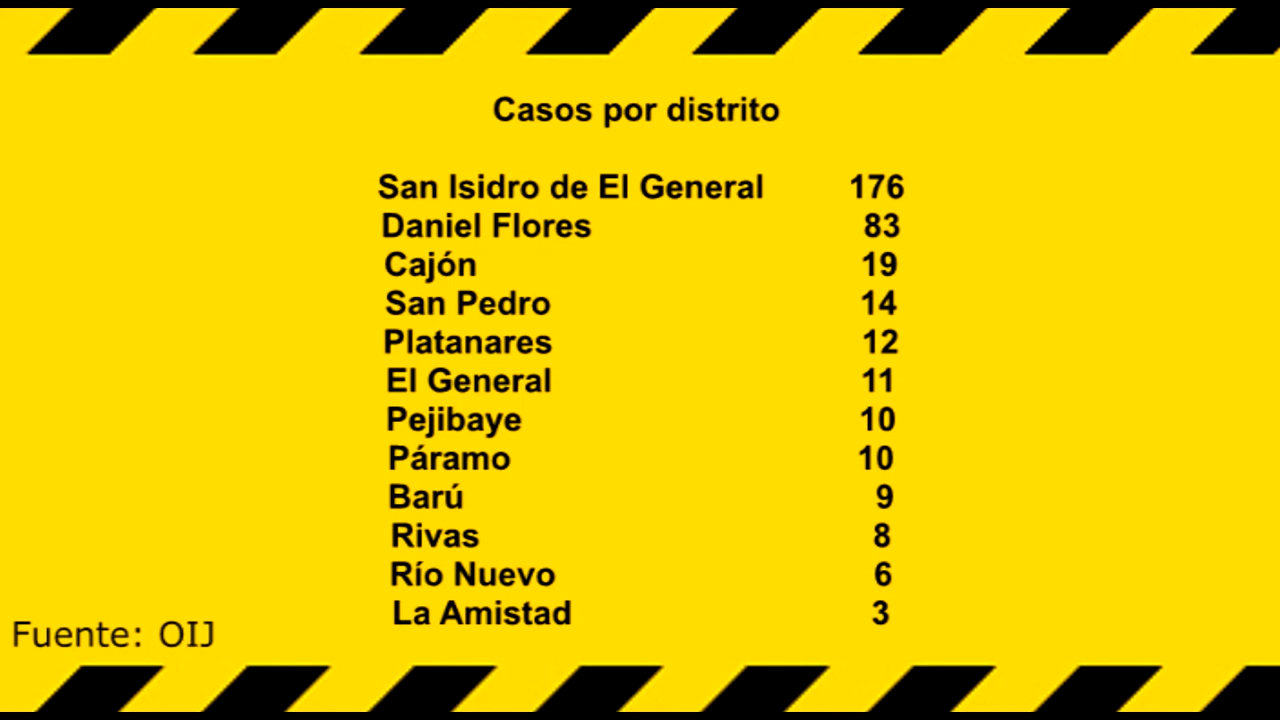 Casos por distrito
San Isidro de El General 176
Daniel Flores 83
Cajón 19
San Pedro 14
Platanares 12
El General 11
Pejibaye 10
Páramo 10
Barú 9
Rivas 8
Río Nuevo 6
La Amistad 3
Fuente: OIJ